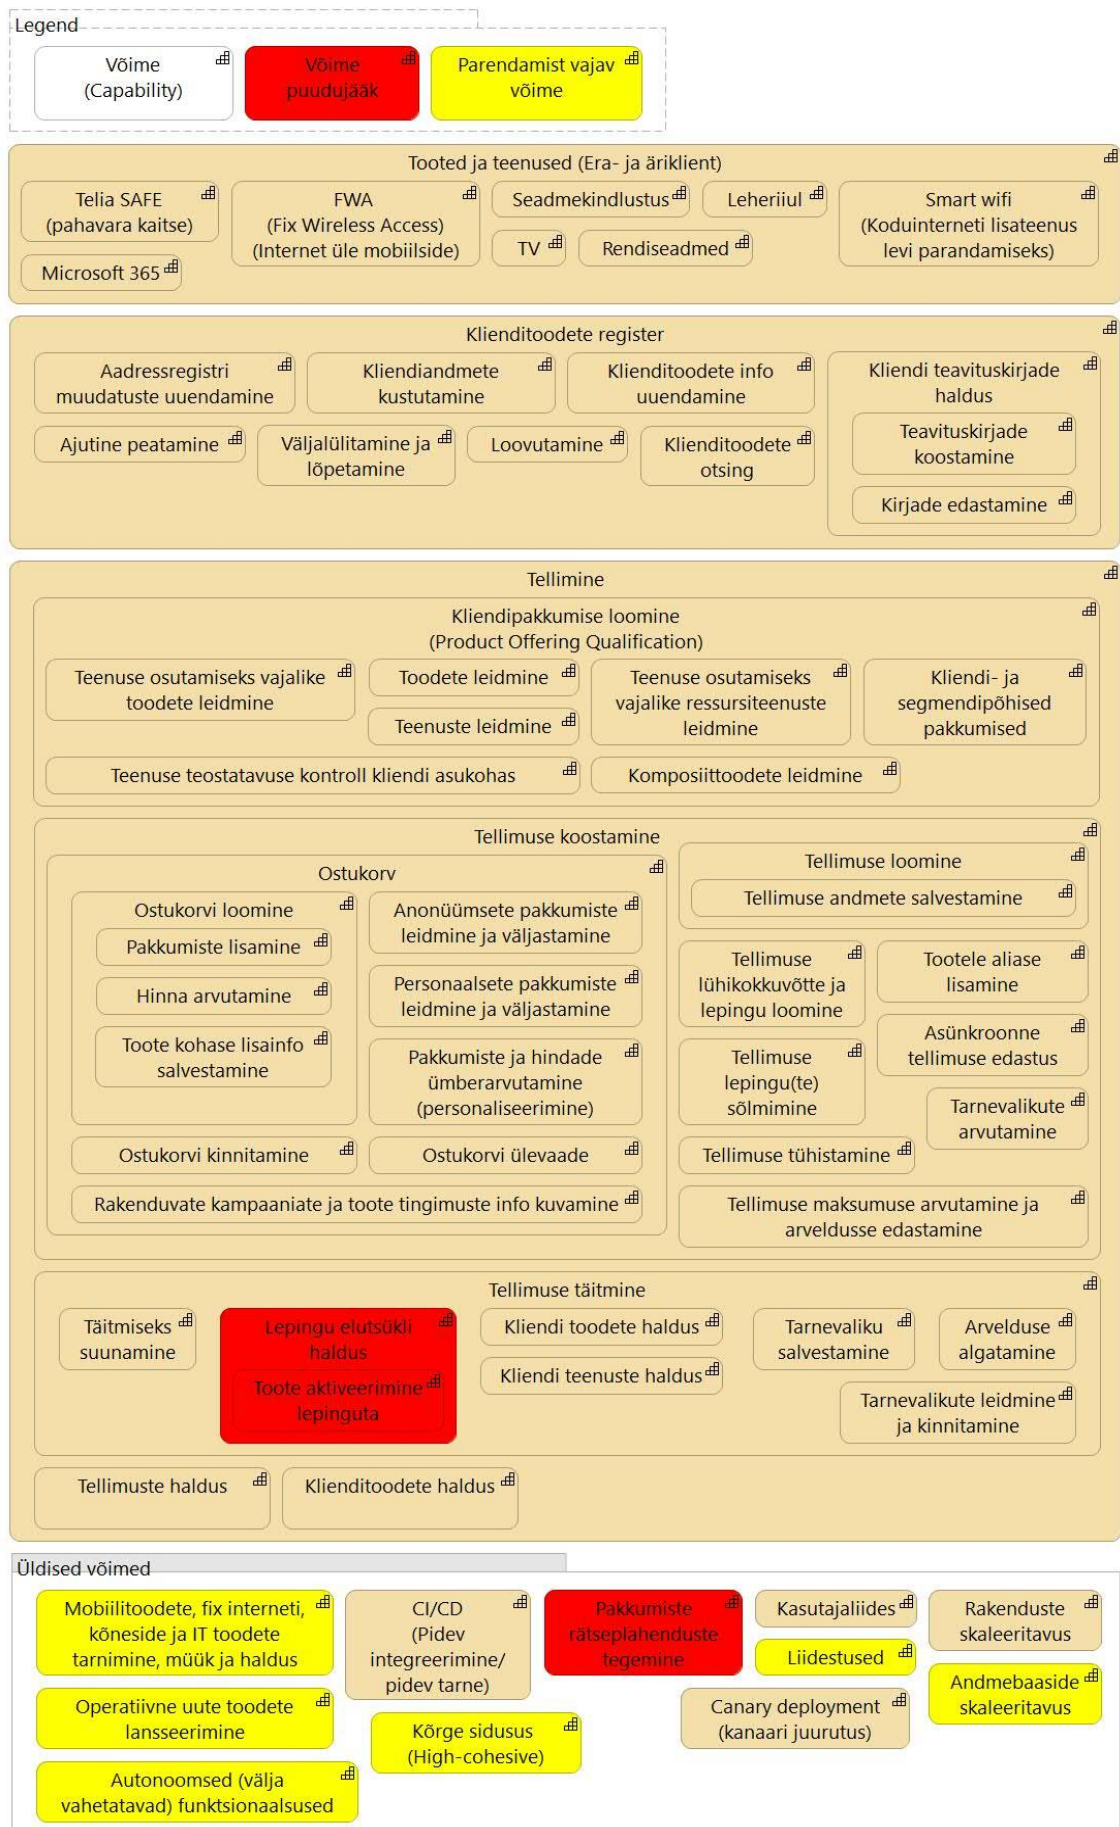 Legend
Võime
(Capability)
Võime
puudujääk
Parendamist vajav
võime
Tooted ja teenused (Era- ja äriklient)
Telia SAFE
(pahavara kaitse)
FWA
(Fix Wireless Access)
(Internet üle mobiilside)
Seadmekindlustus
Leheriiul
Smart wifi
(Koduinterneti lisateenus
levi parandamiseks)
TV
Rendiseadmed
Microsoft 365
Klienditoodete register
Aadressregistri
muudatuste uuendamine
Kliendiandmete
kustutamine
Klienditoodete info
uuendamine
Kliendi teavituskirjade
haldus
Teavituskirjade
koostamine
Kirjade edastamine
Ajutine peatamine
Väljalülitamine ja
lõpetamine
Loovutamine
Klienditoodete
otsing
Tellimine
Kliendipakkumise loomine
(Product Offering Qualification)
Teenuse osutamiseks vajalike
toodete leidmine
Toodete leidmine
Teenuste leidmine
Teenuse osutamiseks
vajalike ressursiteenuste
leidmine
Kliendi- ja
segmendipõhised
pakkumised
Teenuse teostatavuse kontroll kliendi asukohas
Komposiittoodete leidmine
Tellimuse koostamine
Ostukorv
Ostukorvi loomine
Pakkumiste lisamine
Hinna arvutamine
Toote kohase lisainfo
salvestamine
Anonüümsete pakkumiste
leidmine ja väljastamine
Personaalsete pakkumiste
leidmine ja väljastamine
Pakkumiste ja hindade
ümberarvutamine
(personaliseerimine)
Ostukorvi kinnitamine
Ostukorvi ülevaade
Rakenduvate kampaaniate ja toote tingimuste info kuvamine
Tellimuse loomine
Tellimuse andmete salvestamine
Tellimuse
lühikokkuvõtte ja
lepingu loomine
Tootele aliase
lisamine
Asünkroonne
tellimuse edastus
Tellimuse
lepingu(te)
sõlmimine
Tarnevalikute
arvutamine
Tellimuse tühistamine
Tellimuse maksumuse arvutamine ja
arveldusse edastamine
Tellimuse täitmine
Täitmiseks
suunamine
Lepingu elutsükli
haldus
Toote aktiveerimine
lepinguta
Kliendi toodete haldus
Kliendi teenuste haldus
Tarnevaliku
salvestamine
Arvelduse
algatamine
Tarnevalikute leidmine
ja kinnitamine
Tellimuste haldus
Klienditoodete haldus
Üldised võimed
Mobiilitoodete, fix interneti,
kõneside ja IT toodete
tarnimine, müük ja haldus
CI/CD
(Pidev
integreerimine/
pidev tarne)
Pakkumiste
rätseplahenduste
tegemine
Kasutajaliides
Rakenduste
skaleeritavus
Liidestused
Andmebaaside
skaleeritavus
Operatiivne uute toodete
lansseerimine
Kõrge sidusus
(High-cohesive)
Canary deployment
(kanaari juurutus)
Autonoomsed (välja
vahetatavad) funktsionaalsused